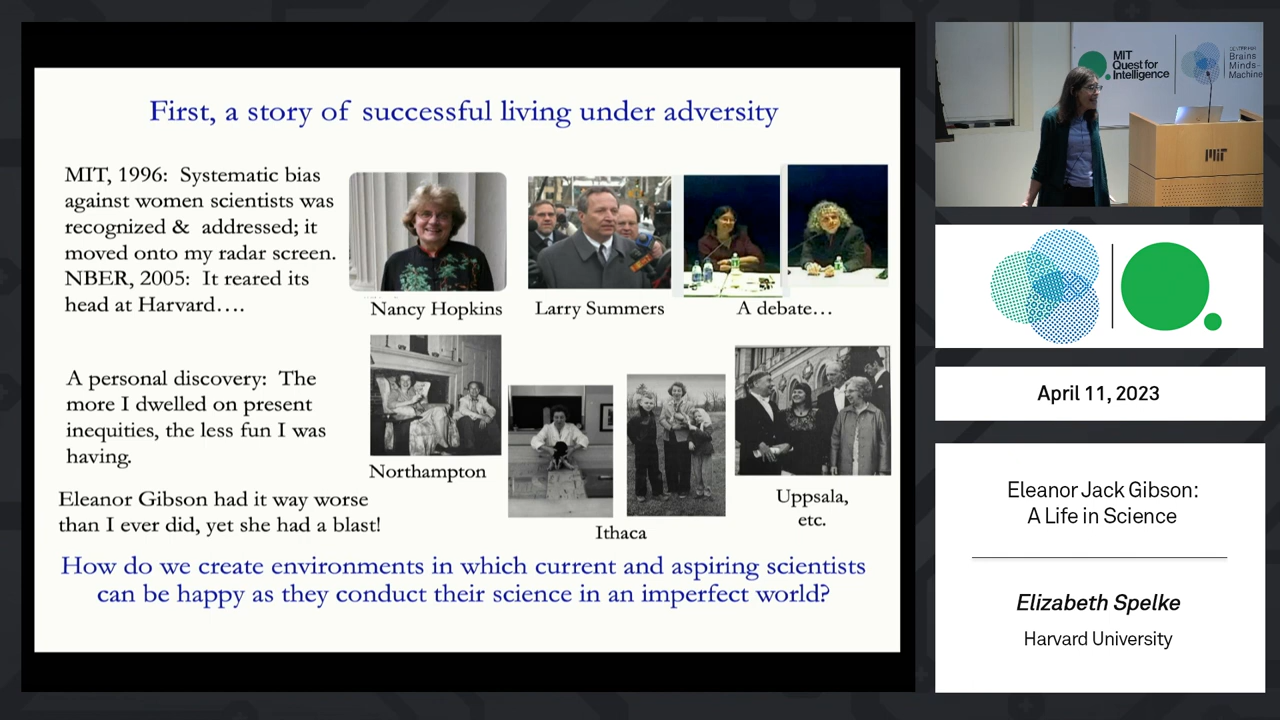 First, a story of successful living under adversity
MIT, 1996: Systematic bias
against women scientists was
recognized & addressed; it
moved onto my radar screen.
NBER, 2005: It reared its
head at Harvard….
Nancy Hopkins
Larry Summers
A debate…
A personal discovery: The
more I dwelled on present
inequities, the less fun I was
having.
Northampton
Eleanor Gibson had it way worse
than I ever did, yet she had a blast!
Ithaca
Uppsala,
etc.
How do we create environments in which current and aspiring scientists
can be happy as they conduct their science in an imperfect world?
MIT
Quest for
Intelligence
CENTER FOR
Brains
Minds
Machine
MIT
April 11, 2023
Eleanor Jack Gibson:
A Life in Science
Elizabeth Spelke
Harvard University